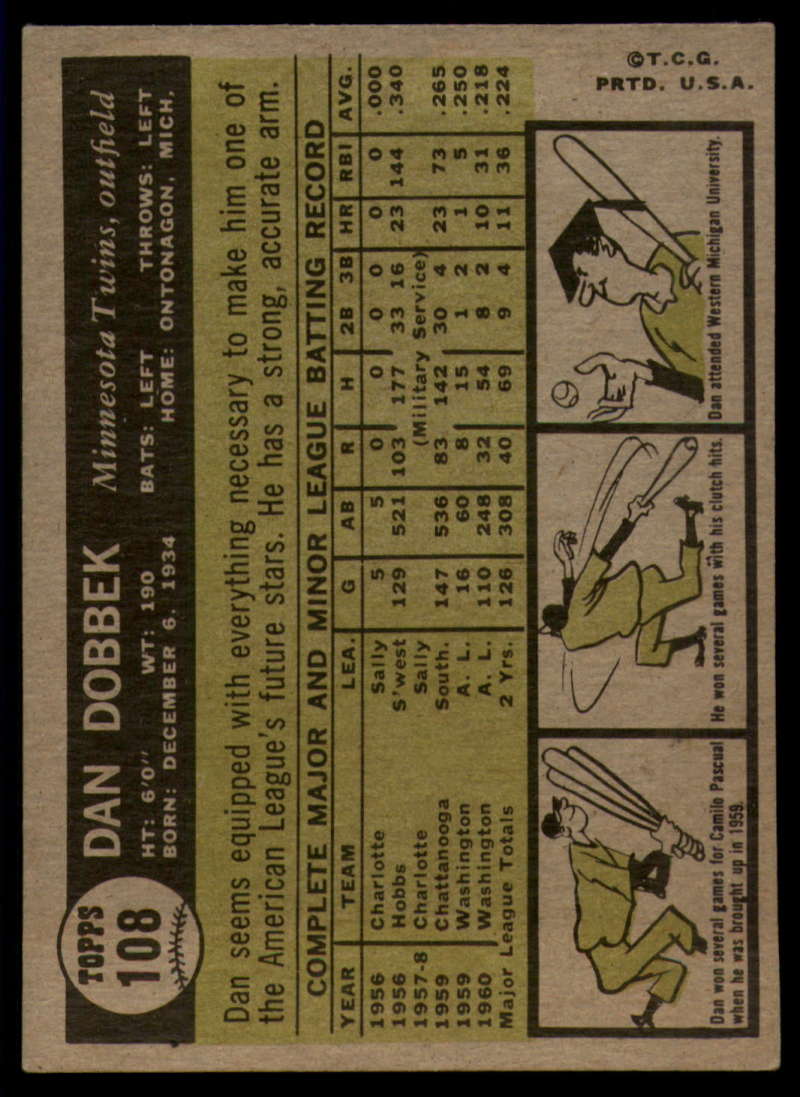 TOPPS
108
DAN DOBBEK Minnesota Twins, outfield
HT: 6'0" WT: 190 BATS: LEFT THROWS: LEFT
BORN: DECEMBER 6, 1934 HOME: ONTONAGON, MICH.
Dan seems equipped with everything necessary to make him one of
the American League's future stars. He has a strong, accurate arm.
COMPLETE MAJOR AND MINOR LEAGUE BATTING RECORD
YEAR TEAM LEA. G AB R H 2B 3B HR RBI AVG.
1956 Charlotte Sally 5 5 0 0 0 0 0 0 .000
1956 Hobbs S'west 129 521 103 177 33 16 23 144 .340
1957-8 Charlotte Sally (Military Service)
1959 Chattanooga South. 147 536 83 142 30 4 23 73 .265
1959 Washington A. L. 16 60 8 15 1 2 1 5 .250
1960 Washington A. L. 110 248 32 54 8 2 10 31 .218
Major League Totals 2 Yrs. 126 308 40 69 9 4 11 36 .224
Dan won several games for Camilo Pascual
when he was brought up in 1959.
He won several games with his clutch hits.
Dan attended Western Michigan University.
©T.C.G.
PRTD. U.S.A.